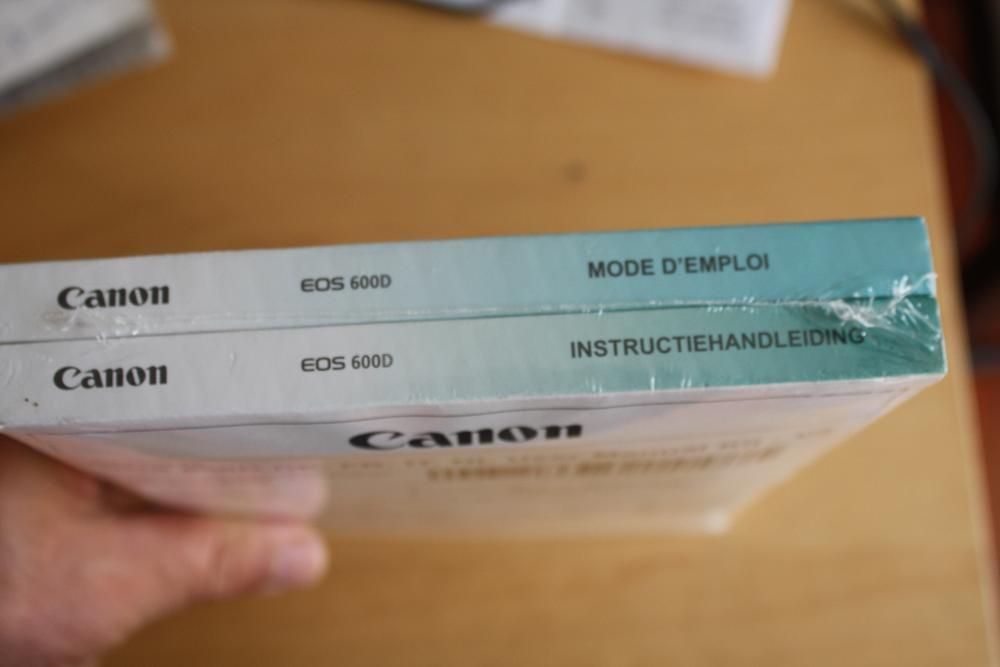 Canon EOS 600D MODE D'EMPLOI
Canon EOS 600D INSTRUCTIEHANDLEIDING
Canon